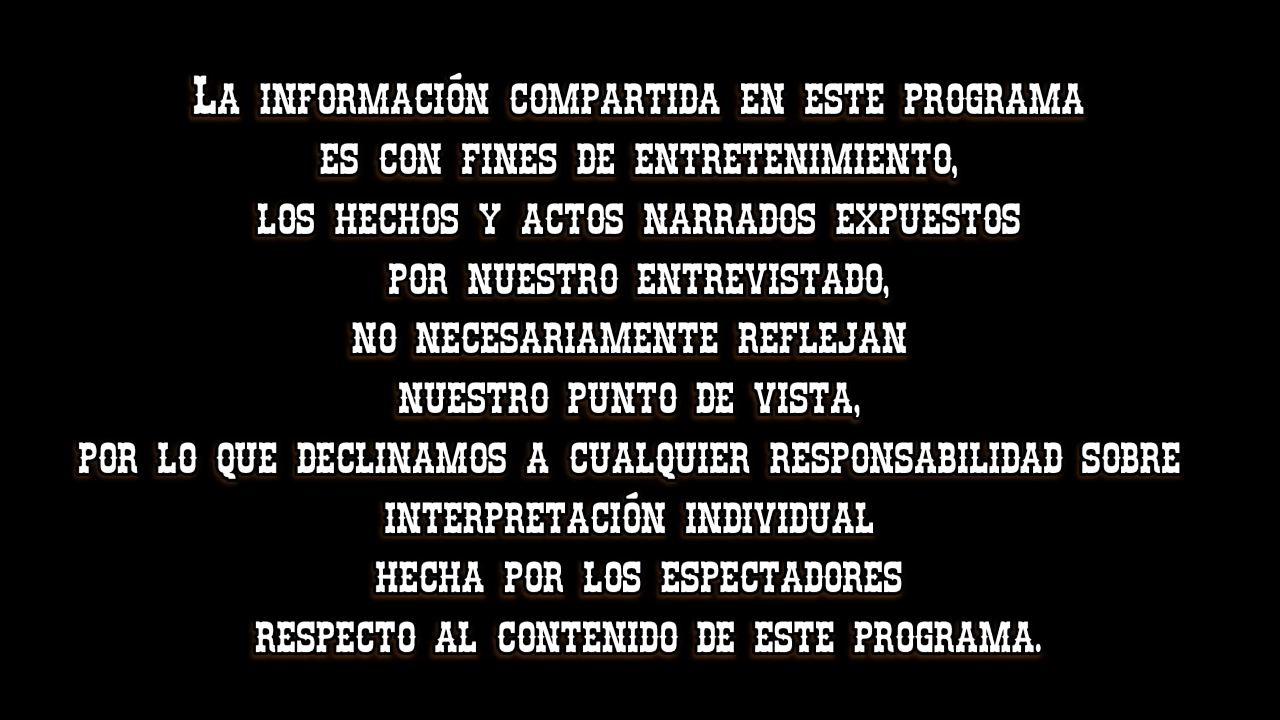 La información compartida en este programa
es con fines de entretenimiento,
los hechos y actos narrados expuestos
por nuestro entrevistado,
no necesariamente reflejan
nuestro punto de vista,
por lo que declinamos a cualquier responsabilidad sobre
interpretación individual
hecha por los espectadores
respecto al contenido de este programa.